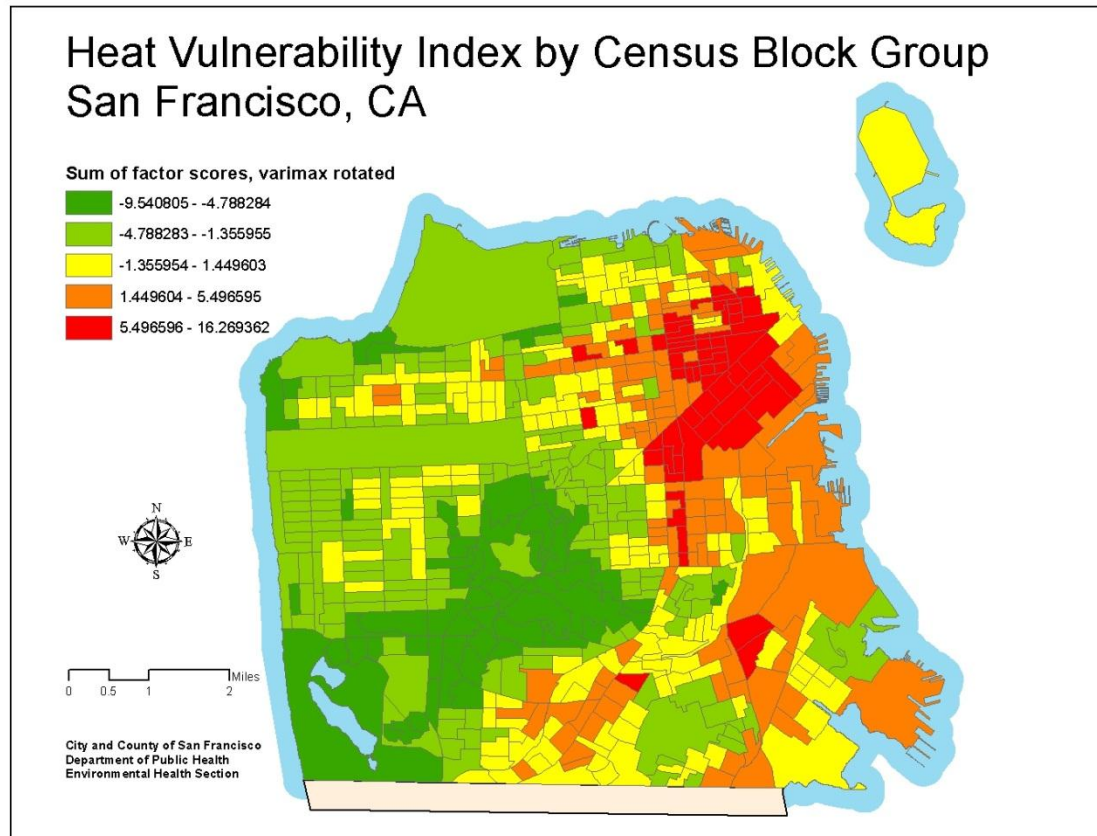 Heat Vulnerability Index by Census Block Group
San Francisco, CA
Sum of factor scores, varimax rotated
-9.540805 - -4.788284
-4.788283 - -1.355955
-1.355954 - 1.449603
1.449604 - 5.496595
5.496596 - 16.269362
N
W E
S
Miles
0 0.5 1 2
City and County of San Francisco
Department of Public Health
Environmental Health Section